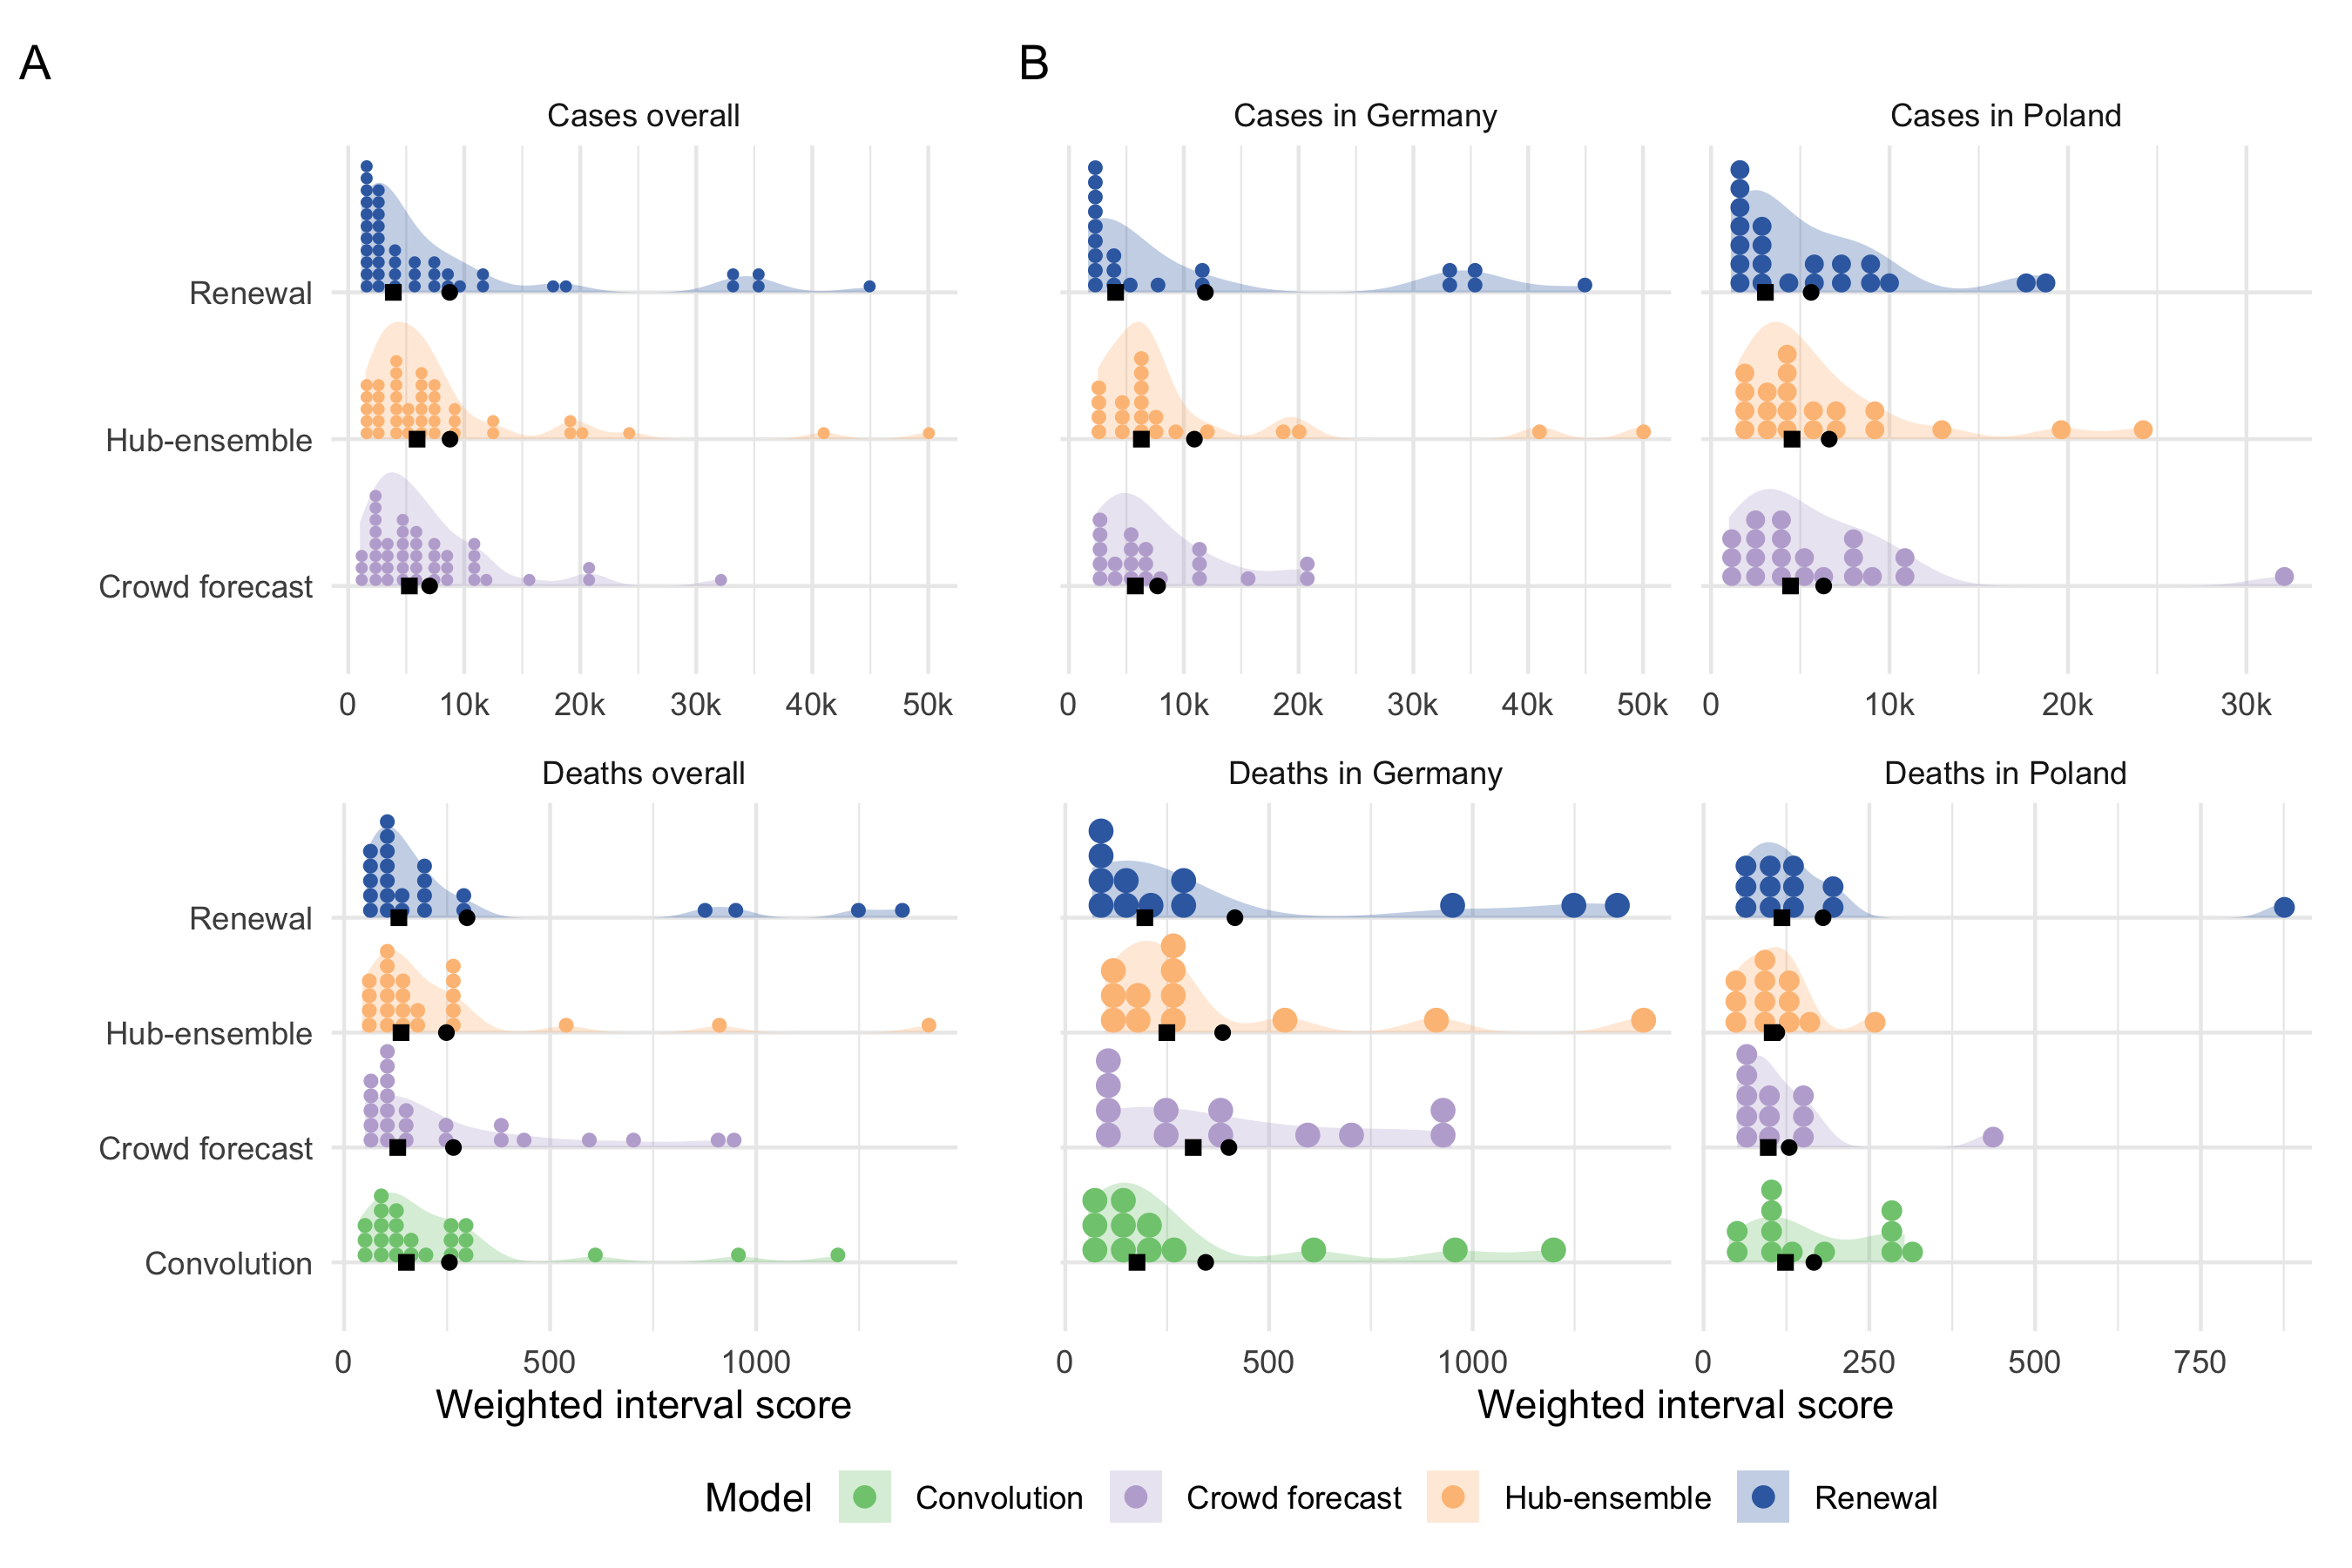 A
B
Cases overall
Cases in Germany
Cases in Poland
Renewal
Hub-ensemble
Crowd forecast
0 10k 20k 30k 40k 50k
0 10k 20k 30k 40k 50k
0 10k 20k 30k
Deaths overall
Deaths in Germany
Deaths in Poland
Renewal
Hub-ensemble
Crowd forecast
Convolution
0 500 1000
0 500 1000
0 250 500 750
Weighted interval score
Weighted interval score
Model Convolution Crowd forecast Hub-ensemble Renewal